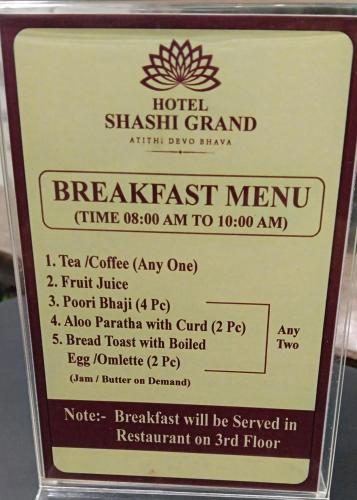 HOTEL
SHASHI GRAND
ATITHI DEVO BHAVA
BREAKFAST MENU
(TIME 08:00 AM TO 10:00 AM)
1. Tea /Coffee (Any One)
2. Fruit Juice
3. Poori Bhaji (4 Pc)
4. Aloo Paratha with Curd (2 Pc)
5. Bread Toast with Boiled
Egg /Omlette (2 Pc)
(Jam / Butter on Demand)
Any
Two
Note:- Breakfast will be Served in
Restaurant on 3rd Floor